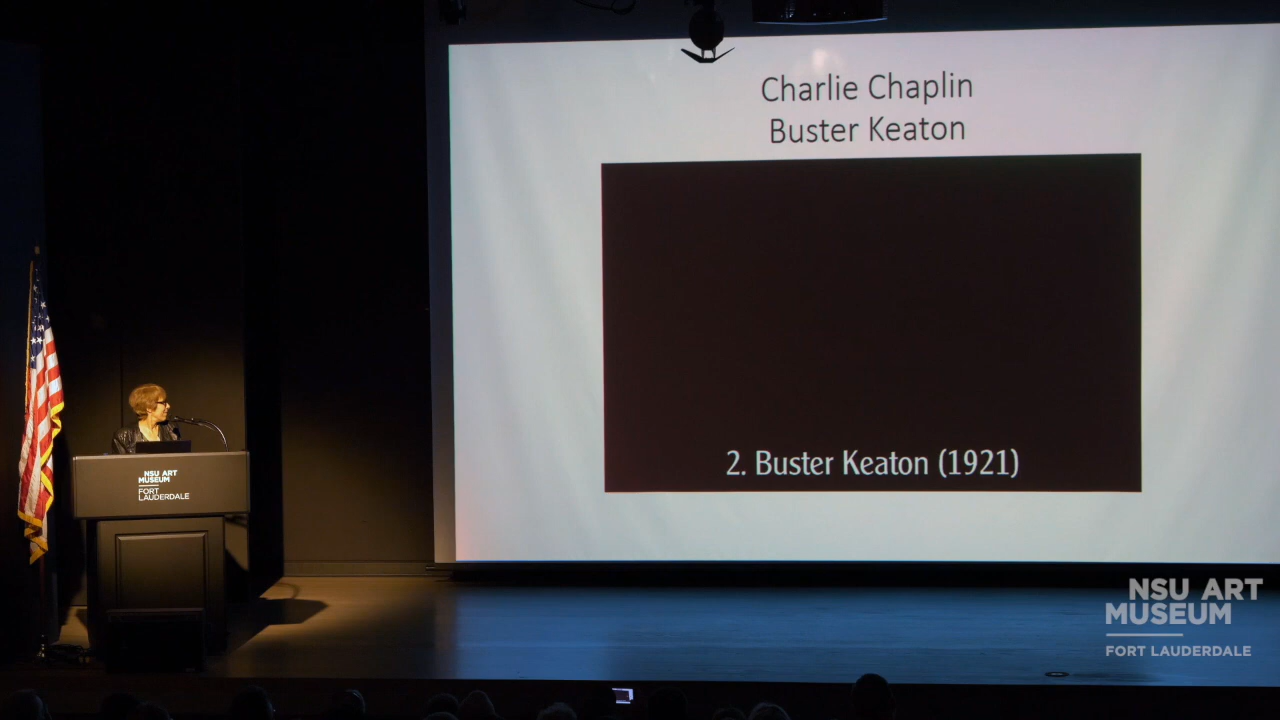 Charlie Chaplin
Buster Keaton
2. Buster Keaton (1921)
NSU ART
MUSEUM
FORT
LAUDERDALE
NSU ART
MUSEUM
FORT LAUDERDALE